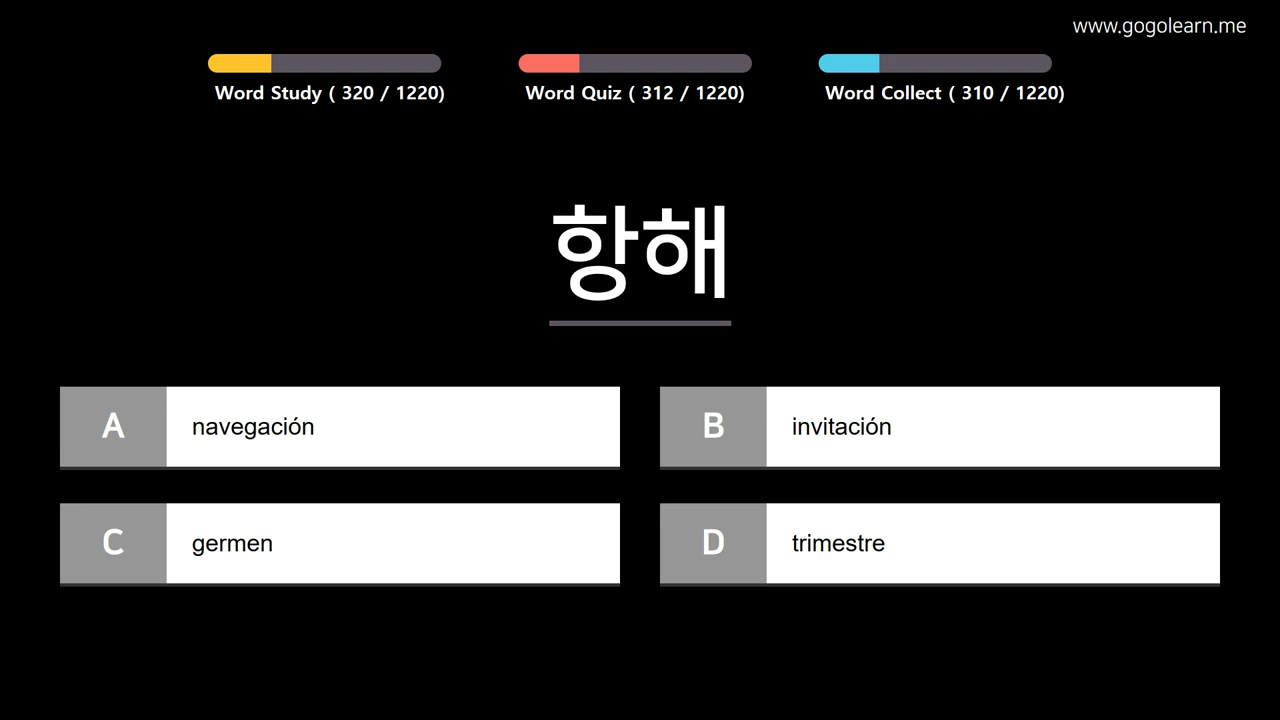 www.gogolearn.me
Word Study ( 320 / 1220)
Word Quiz ( 312 / 1220)
Word Collect ( 310 / 1220)
항해
A navegación
B invitación
C germen
D trimestre